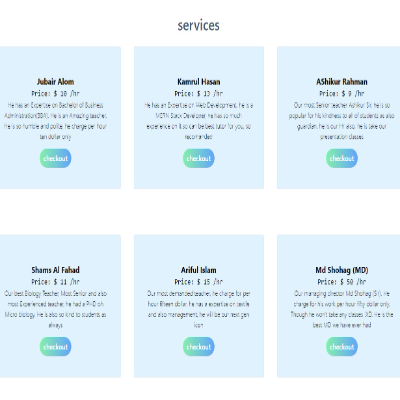 services
Jubair Alom
Price: $ 10 /hr
He has an Expertise on Bachelor of Business
Administration(BBA), He is an Amazing teacher,
He is so humble and polite, he charge per hour
ten doller only
checkout
Kamrul Hasan
Price: $ 13 /hr
He has an Expertise on Web Development, he is a
MERN Stack Developer, He has so much
experience on it so can be best tutor for you, so
recomanded
checkout
AShikur Rahman
Price: $ 9 /hr
Our most Senior teacher Ashikur Sir, he is so
popular for his kindness to all of students as also
guardian, he is our HR also, he is take our
presentation classes
checkout
Shams Al Fahad
Price: $ 11 /hr
Our best Biology Teacher, Most Senior and also
most Experienced teacher, he had a PHD on
Micro biology. He is also so kind to students as
always
checkout
Ariful Islam
Price: $ 15 /hr
Our most demanded teacher, he charge for per
hour fifteen doller. he has a expertise on textile
and also management, he will be our next gen
icon
checkout
Md Shohag (MD)
Price: $ 50 /hr
Our managing director Md Shohag (Sir). He
charge for his work per hour fifty doller only.
Though he won't take any classes :XD. He is the
best MD we have ever had
checkout